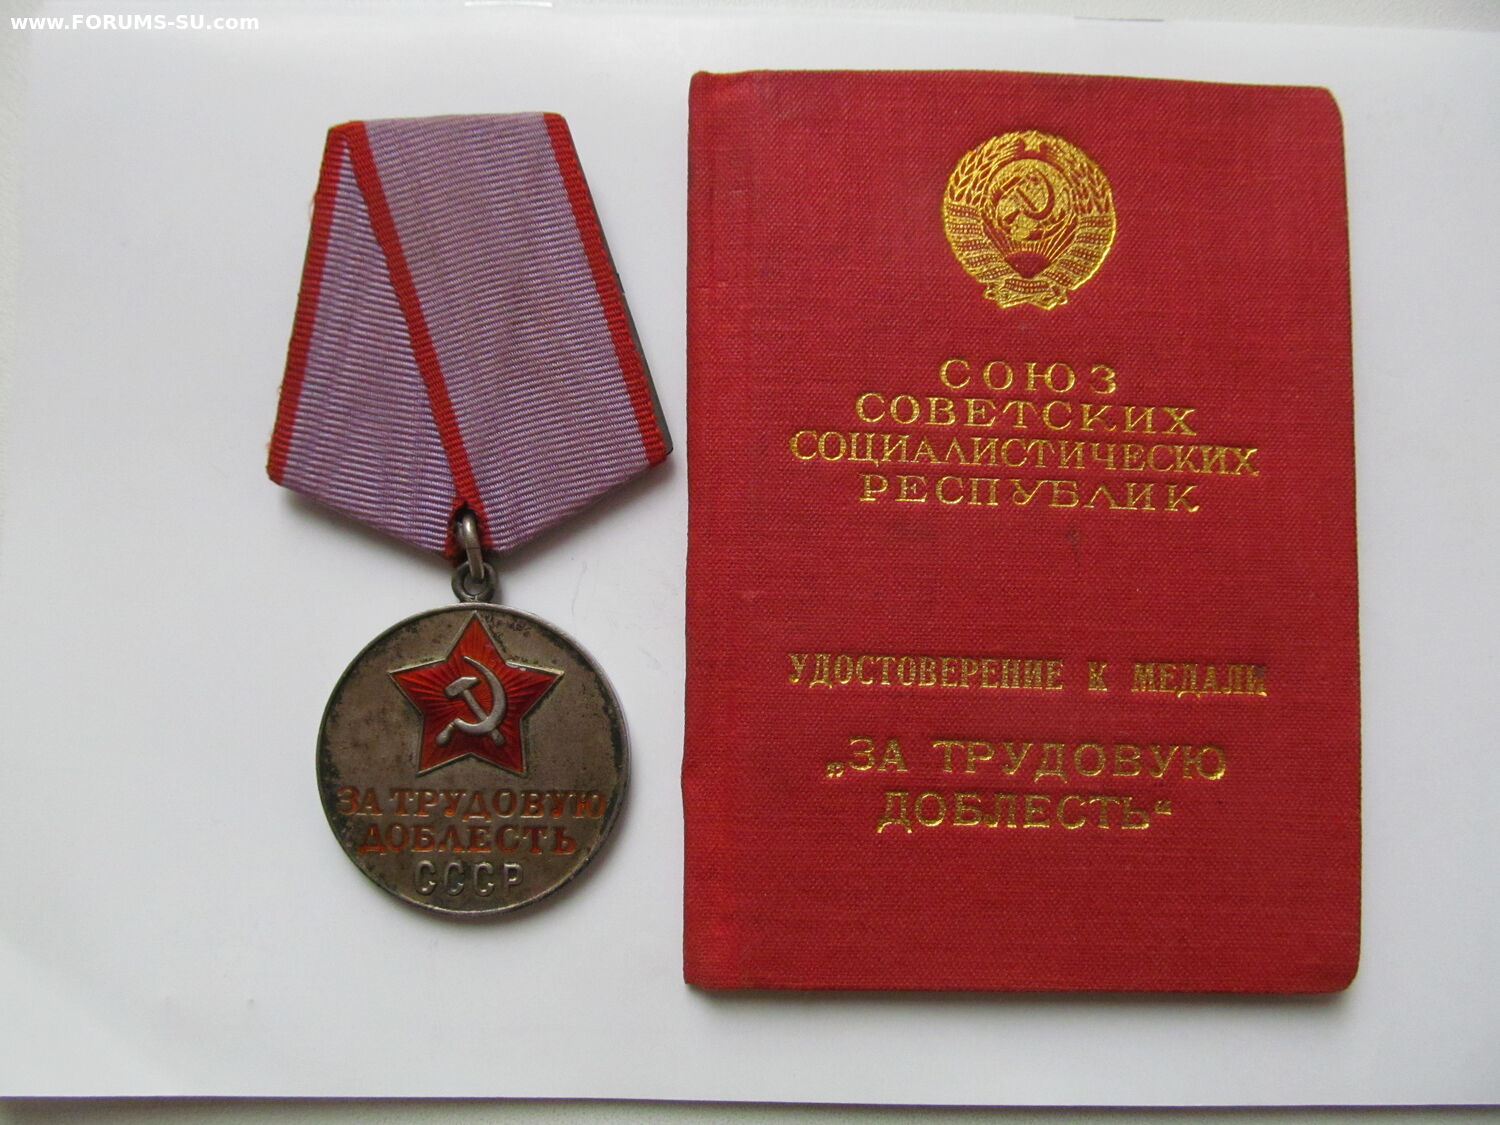 www.FORUMS-SU.com
ЗА ТРУДОВУЮ
ДОБЛЕСТЬ
СССР
СОЮЗ
СОВЕТСКИХ
СОЦИАЛИСТИЧЕСКИХ
РЕСПУБЛИК
УДОСТОВЕРЕНИЕ К МЕДАЛИ
„ЗА ТРУДОВУЮ
ДОБЛЕСТЬ“